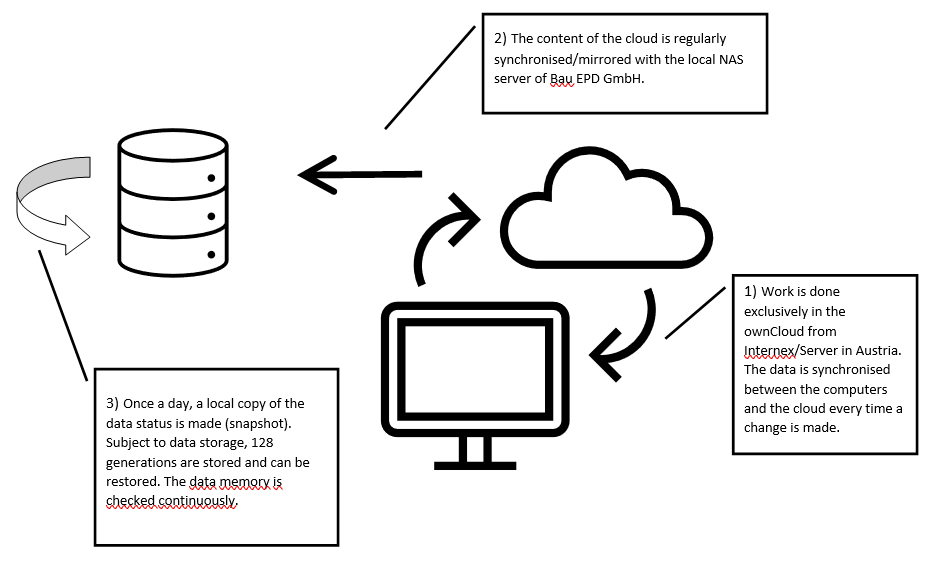 2) The content of the cloud is regularly
synchronised/mirrored with the local NAS
server of Bau EPD GmbH.
1) Work is done
exclusively in the
ownCloud from
Internex/Server in Austria.
The data is synchronised
between the computers
and the cloud every time a
change is made.
3) Once a day, a local copy of the
data status is made (snapshot).
Subject to data storage, 128
generations are stored and can be
restored. The data memory is
checked continuously.